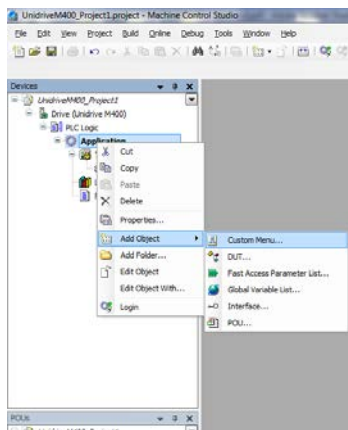 UnidriveM400_Project1.project - Machine Control Studio
File Edit View Project Build Online Debug Tools Window Help
Devices
UnidriveM400_Project1
Drive (Unidrive M400)
PLC Logic
Application
Cut
Copy
Paste
Delete
Properties...
Add Object
Add Folder...
Edit Object
Edit Object With...
Login
Custom Menu...
DUT...
Fast Access Parameter List...
Global Variable List...
Interface...
POU...
POUs